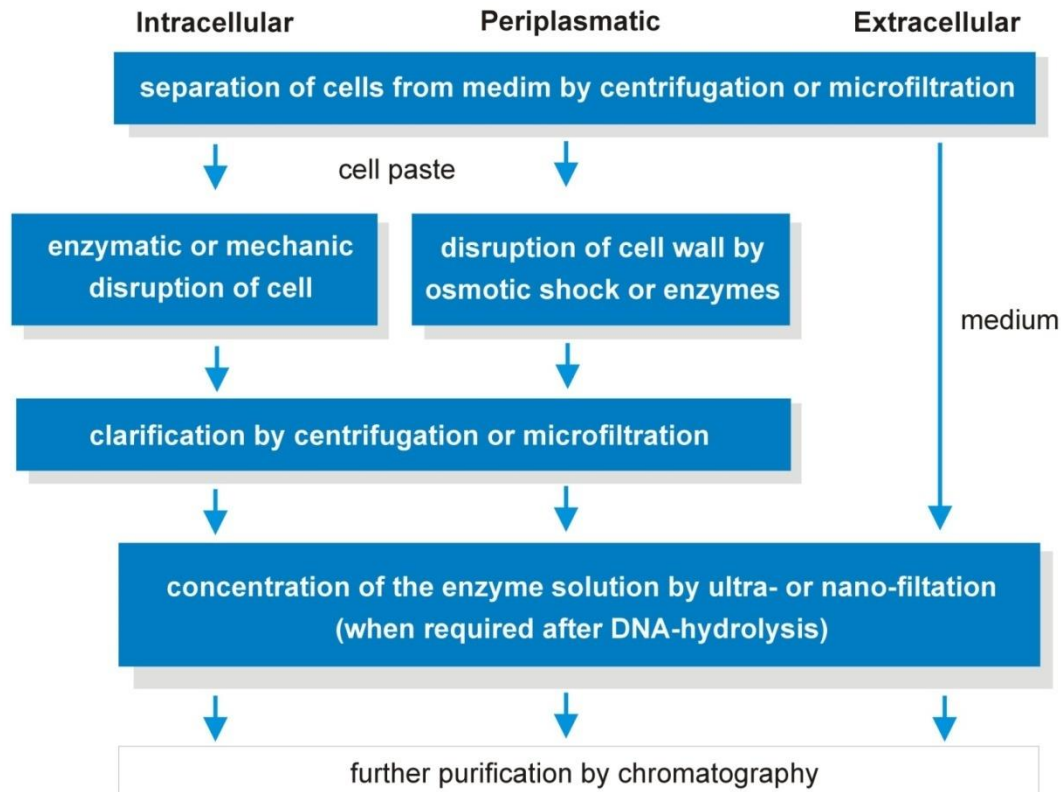 Intracellular
Periplasmatic
Extracellular
separation of cells from medim by centrifugation or microfiltration
cell paste
enzymatic or mechanic
disruption of cell
disruption of cell wall by
osmotic shock or enzymes
medium
clarification by centrifugation or microfiltration
concentration of the enzyme solution by ultra- or nano-filtation
(when required after DNA-hydrolysis)
further purification by chromatography